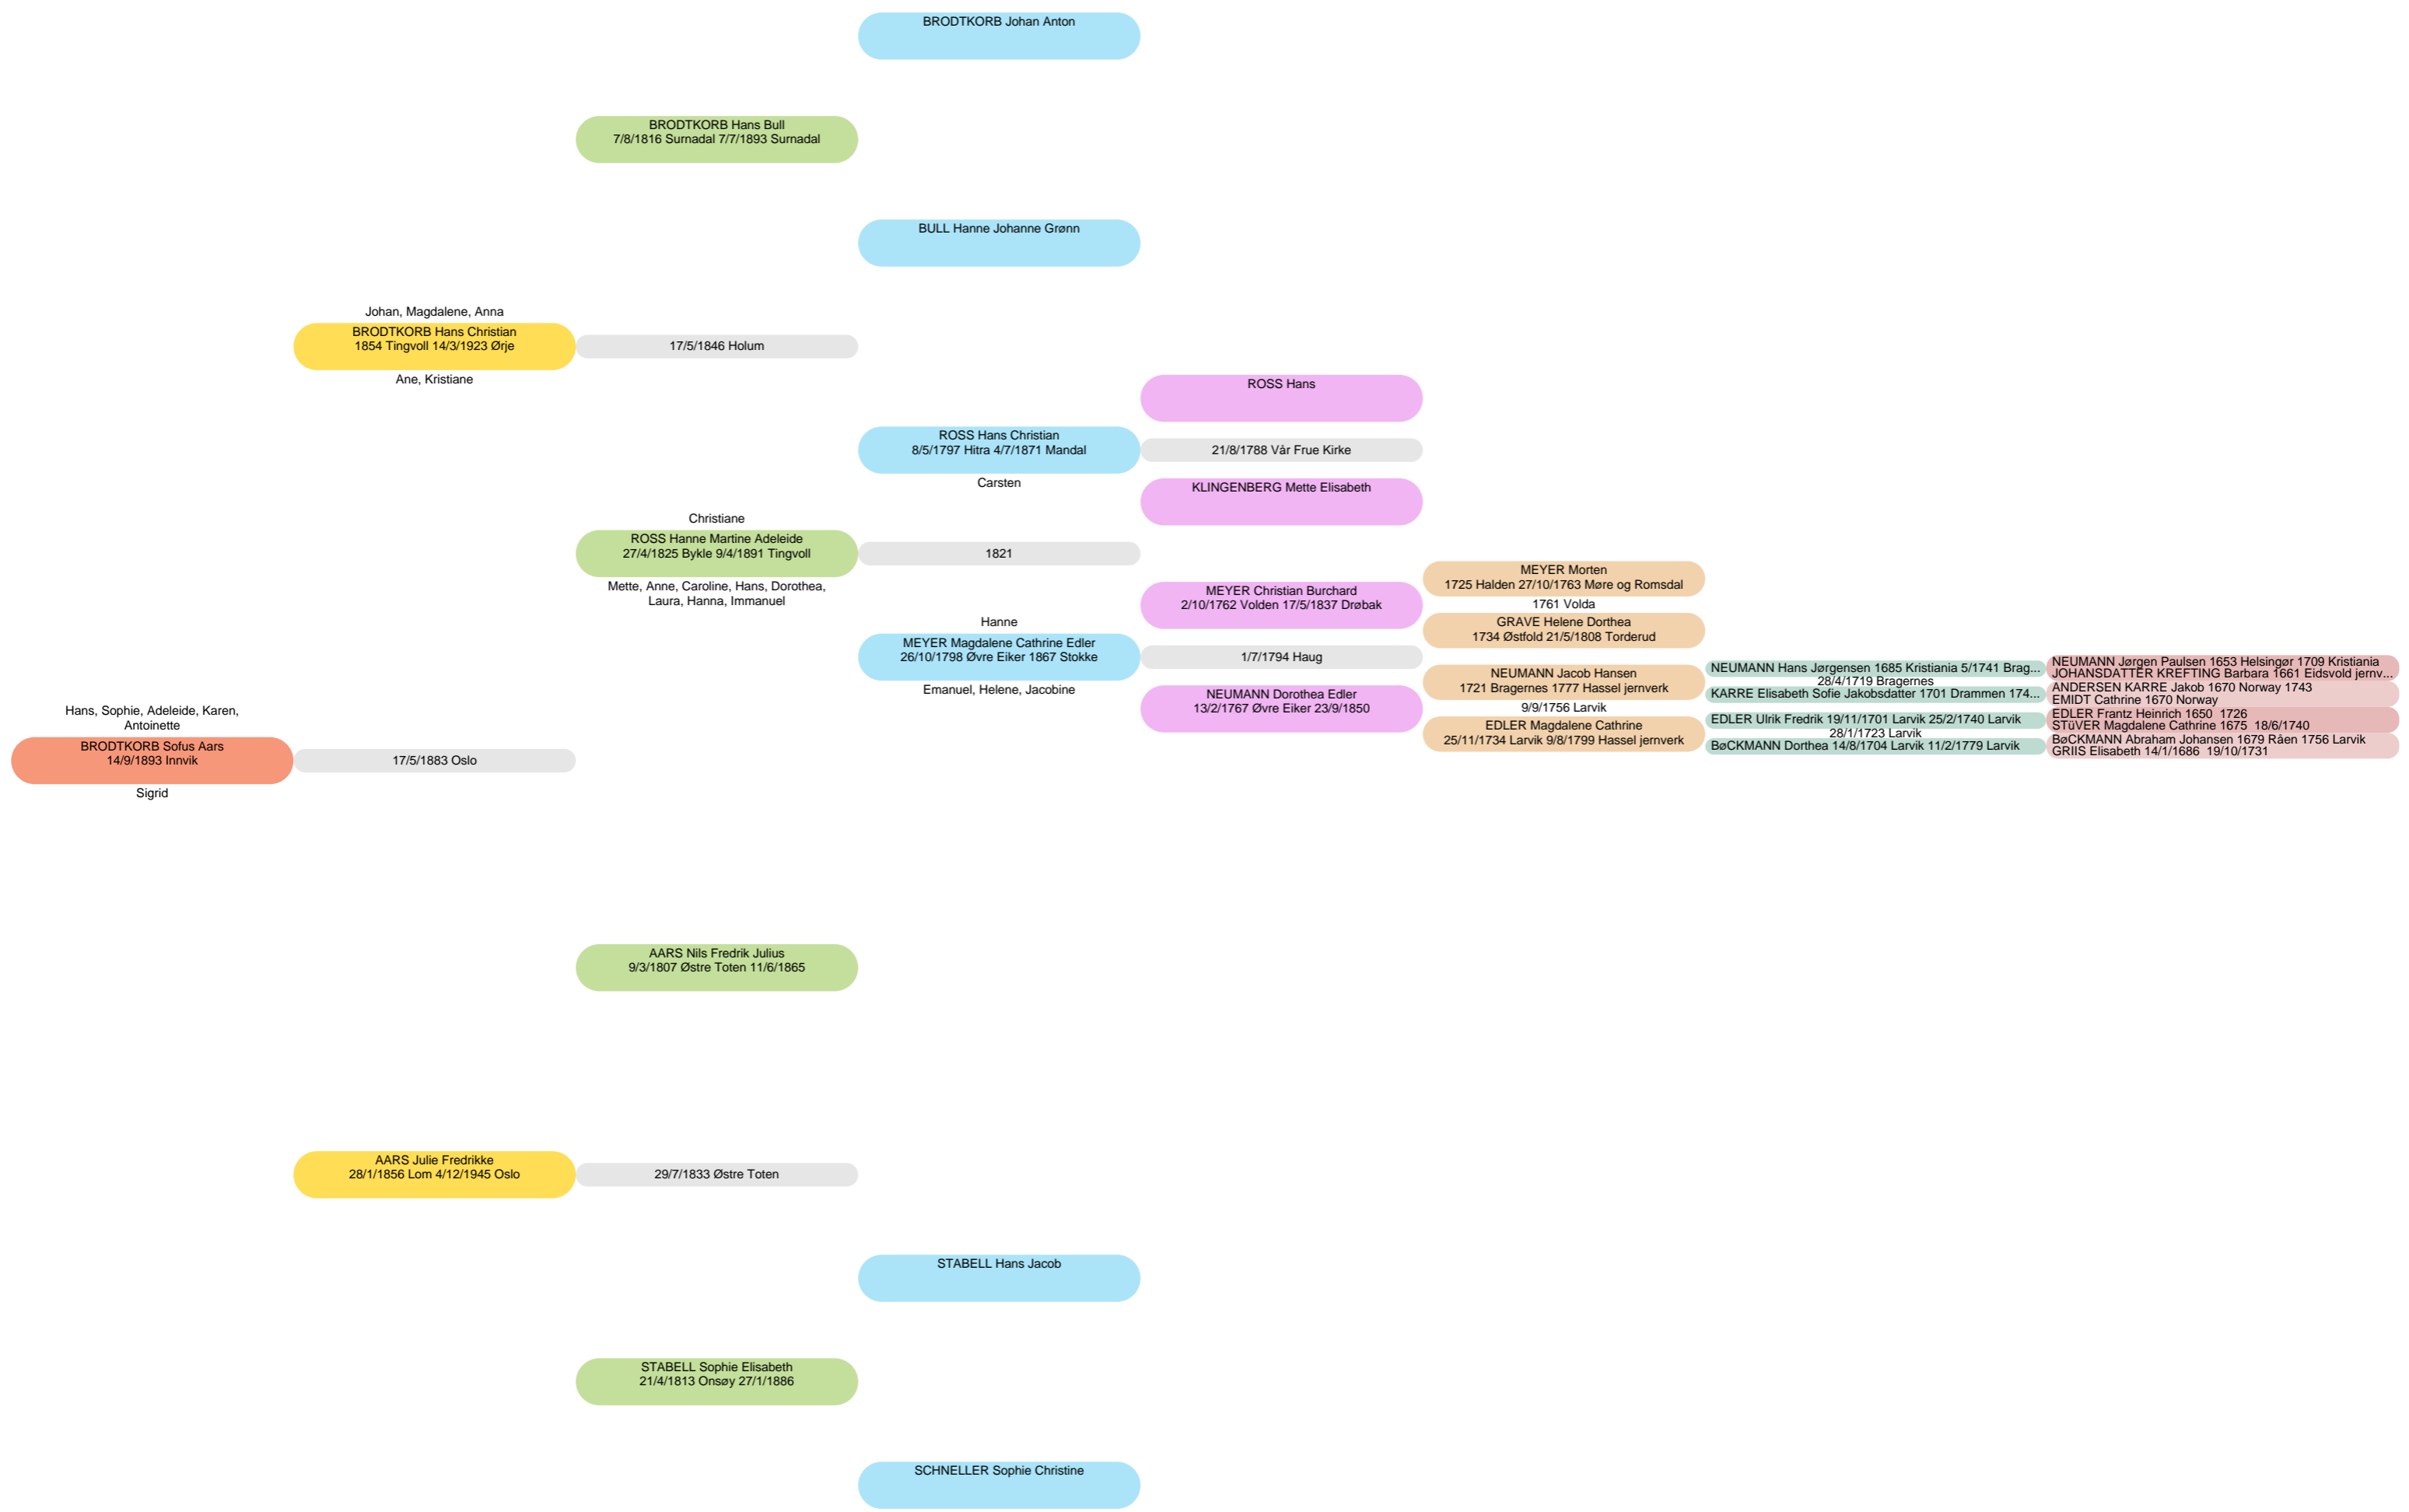 BRODTKORB Johan Anton
BRODTKORB Hans Bull
7/8/1816 Surnadal 7/7/1893 Surnadal
BULL Hanne Johanne Grønn
Johan, Magdalene, Anna
BRODTKORB Hans Christian
1854 Tingvoll 14/3/1923 Ørje
Ane, Kristiane
17/5/1846 Holum
ROSS Hans
ROSS Hans Christian
8/5/1797 Hitra 4/7/1871 Mandal
Carsten
21/8/1788 Vår Frue Kirke
KLINGENBERG Mette Elisabeth
Christiane
ROSS Hanne Martine Adeleide
27/4/1825 Bykle 9/4/1891 Tingvoll
Mette, Anne, Caroline, Hans, Dorothea,
Laura, Hanna, Immanuel
1821
MEYER Christian Burchard
2/10/1762 Volden 17/5/1837 Drøbak
MEYER Morten
1725 Halden 27/10/1763 Møre og Romsdal
1761 Volda
GRAVE Helene Dorthea
1734 Østfold 21/5/1808 Torderud
Hanne
MEYER Magdalene Cathrine Edler
26/10/1798 Øvre Eiker 1867 Stokke
Emanuel, Helene, Jacobine
1/7/1794 Haug
NEUMANN Dorothea Edler
13/2/1767 Øvre Eiker 23/9/1850
NEUMANN Jacob Hansen
1721 Bragernes 1777 Hassel jernverk
9/9/1756 Larvik
EDLER Magdalene Cathrine
25/11/1734 Larvik 9/8/1799 Hassel jernverk
NEUMANN Hans Jørgensen 1685 Kristiania 5/1741 Brag...
28/4/1719 Bragernes
KARRE Elisabeth Sofie Jakobsdatter 1701 Drammen 174...
EDLER Ulrik Fredrik 19/11/1701 Larvik 25/2/1740 Larvik
28/1/1723 Larvik
BøCKMANN Dorthea 14/8/1704 Larvik 11/2/1779 Larvik
NEUMANN Jørgen Paulsen 1653 Helsingør 1709 Kristiania
JOHANSDATTER KREFTING Barbara 1661 Eidsvold jernv...
ANDERSEN KARRE Jakob 1670 Norway 1743
EMIDT Cathrine 1670 Norway
EDLER Frantz Heinrich 1650  1726
STüVER Magdalene Cathrine 1675  18/6/1740
BøCKMANN Abraham Johansen 1679 Råen 1756 Larvik
GRIIS Elisabeth 14/1/1686  19/10/1731
Hans, Sophie, Adeleide, Karen,
Antoinette
BRODTKORB Sofus Aars
14/9/1893 Innvik
Sigrid
17/5/1883 Oslo
AARS Nils Fredrik Julius
9/3/1807 Østre Toten 11/6/1865
AARS Julie Fredrikke
28/1/1856 Lom 4/12/1945 Oslo
29/7/1833 Østre Toten
STABELL Hans Jacob
STABELL Sophie Elisabeth
21/4/1813 Onsøy 27/1/1886
SCHNELLER Sophie Christine